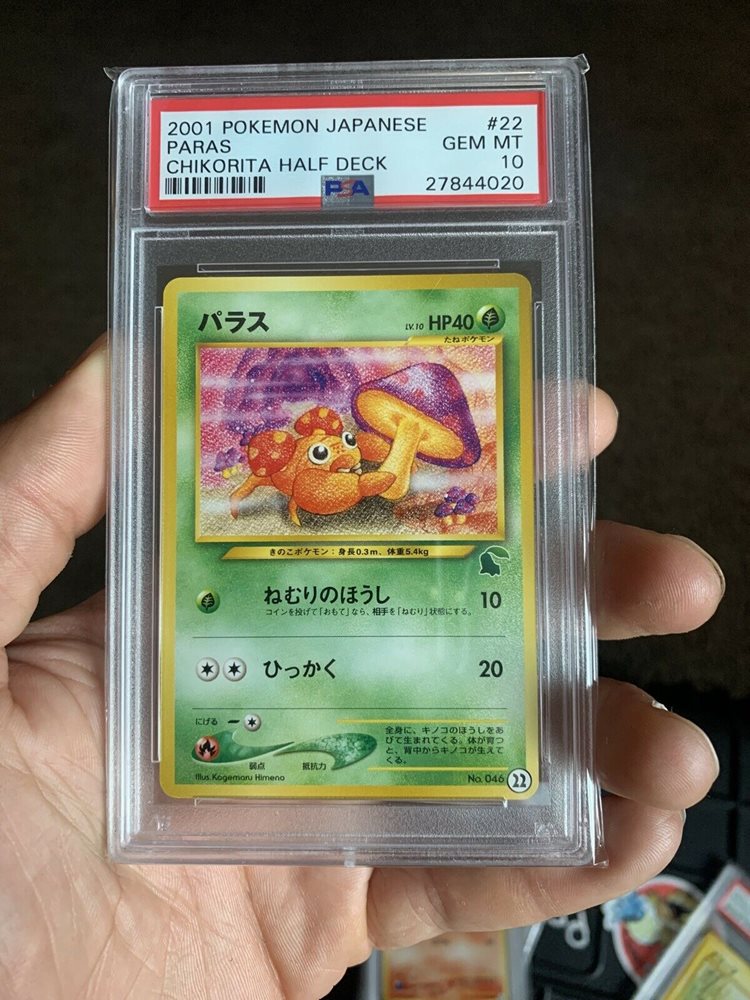 2001 POKEMON JAPANESE #22
PARAS GEM MT
CHIKORITA HALF DECK 10
PSA 27844020
パラス LV.10 HP40
たねポケモン
きのこポケモン：身長0.3m、体重5.4kg
ねむりのほうし 10
コインを投げて「おもて」なら、相手を「ねむり」状態にする。
ひっかく 20
にげる
弱点 抵抗力
全身に、キノコのほうしをあ
びて生まれてくる。体が育つ
と、背中からキノコが生えて
くる。
Illus. Kagemaru Himeno No. 046 22